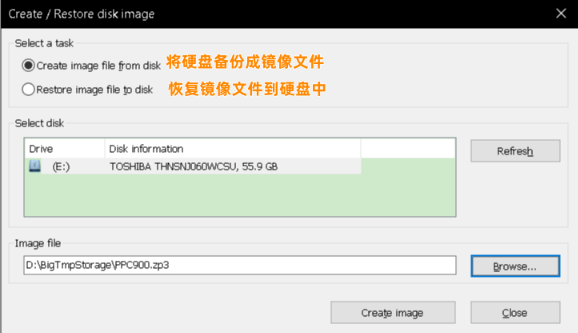 Create / Restore disk image
Select a task
Create image file from disk 将硬盘备份成镜像文件
Restore image file to disk 恢复镜像文件到硬盘中
Select disk
Drive Disk information
(E:) TOSHIBA THNSNJ060WCSU, 55.9 GB
Refresh
Image file
D:\BigTmpStorage\PPC900.zp3
Browse...
Create image
Close